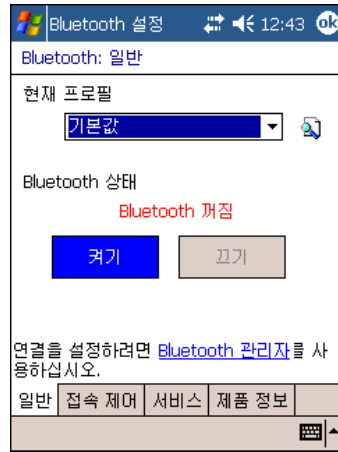 Bluetooth 설정 12:43 ok
Bluetooth: 일반
현재 프로필
기본값
Bluetooth 상태
Bluetooth 꺼짐
켜기 끄기
연결을 설정하려면 Bluetooth 관리자를 사
용하십시오.
일반 접속 제어 서비스 제품 정보